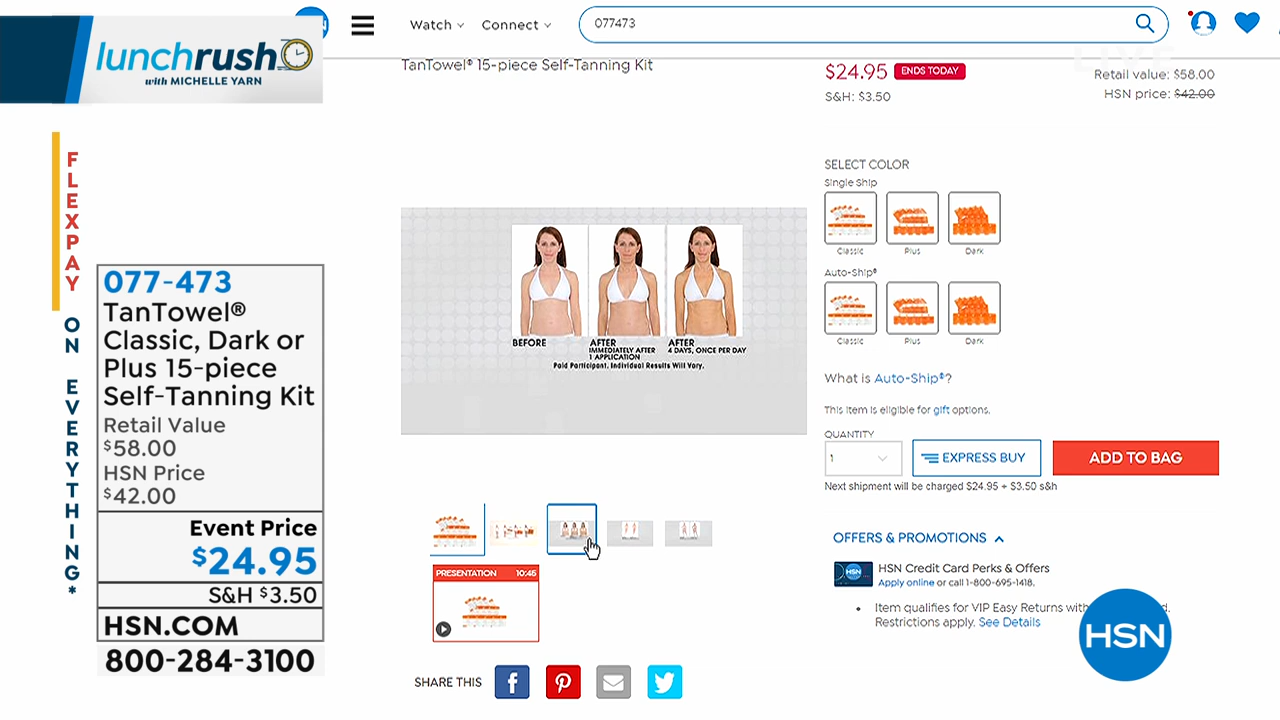 lunchrush
with MICHELLE YARN
FLEXPAY ON EVERYTHING*
077-473
TanTowel®
Classic, Dark or
Plus 15-piece
Self-Tanning Kit
Retail Value
$58.00
HSN Price
$42.00
Event Price
$24.95
S&H $3.50
HSN.COM
800-284-3100
Watch
Connect
077473
LIVE
TanTowel® 15-piece Self-Tanning Kit
$24.95 ENDS TODAY
S&H: $3.50
Retail value: $58.00
HSN price: $42.00
SELECT COLOR
Single Ship
Classic Plus Dark
Auto-Ship®
Classic Plus Dark
What is Auto-Ship®?
This item is eligible for gift options.
QUANTITY
1
EXPRESS BUY
ADD TO BAG
Next shipment will be charged $24.95 + $3.50 s&h
BEFORE
AFTER
IMMEDIATELY AFTER
1 APPLICATION
AFTER
4 DAYS, ONCE PER DAY
Paid Participant. Individual Results Will Vary.
PRESENTATION 10:45
OFFERS & PROMOTIONS
HSN
HSN Credit Card Perks & Offers
Apply online or call 1-800-695-1418.
Item qualifies for VIP Easy Returns
Restrictions apply. See Details
HSN
SHARE THIS